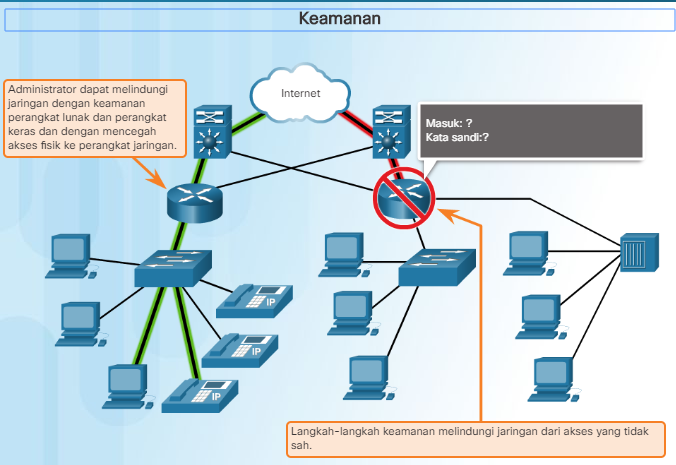 Keamanan
Administrator dapat melindungi
jaringan dengan keamanan
perangkat lunak dan perangkat
keras dan dengan mencegah
akses fisik ke perangkat jaringan.
Internet
Masuk: ?
Kata sandi:?
IP
IP
IP
Langkah-langkah keamanan melindungi jaringan dari akses yang tidak
sah.